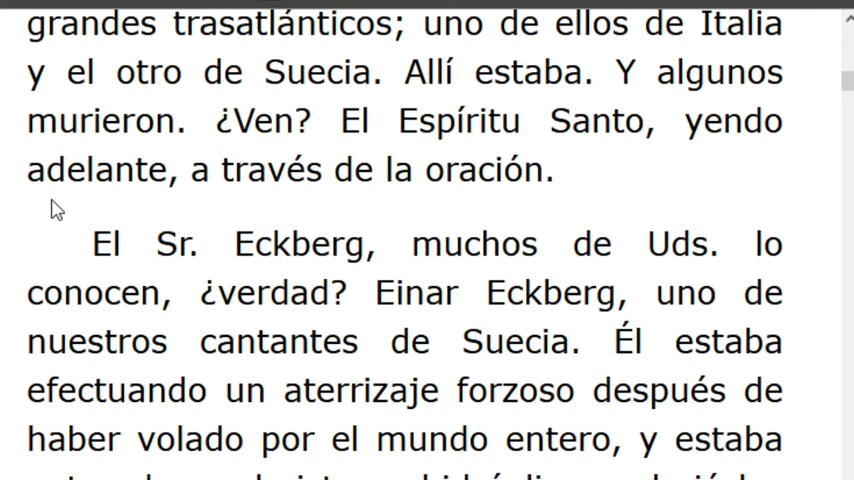 grandes trasatlánticos; uno de ellos de Italia
y el otro de Suecia. Allí estaba. Y algunos
murieron. ¿Ven? El Espíritu Santo, yendo
adelante, a través de la oración.
El Sr. Eckberg, muchos de Uds. lo
conocen, ¿verdad? Einar Eckberg, uno de
nuestros cantantes de Suecia. Él estaba
efectuando un aterrizaje forzoso después de
haber volado por el mundo entero, y estaba